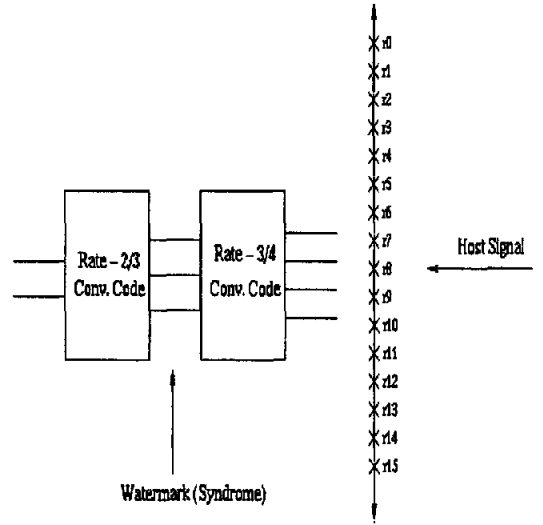 r0
r1
r2
r3
r4
r5
r6
r7
r8
r9
r10
r11
r12
r13
r14
r15
Rate – 2/3
Conv. Code
Rate – 3/4
Conv. Code
Host Signal
Watermark (Syndrome)